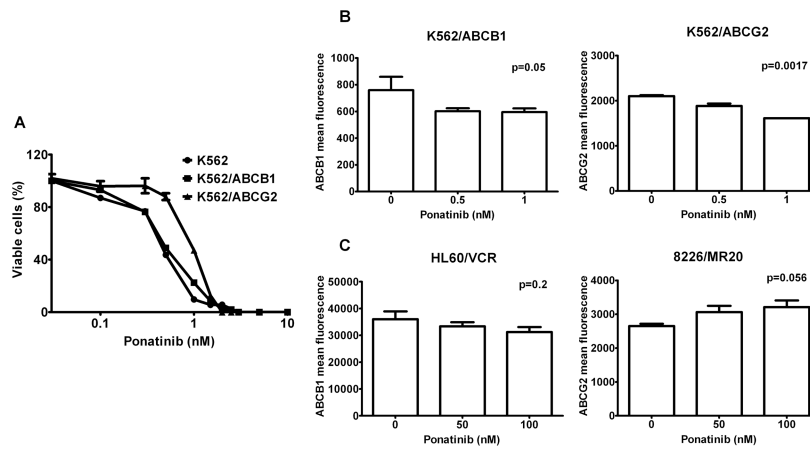 A
120
80
40
0
Viable cells (%)
0.1
1
10
Ponatinib (nM)
K562
K562/ABCB1
K562/ABCG2
B
K562/ABCB1
p=0.05
1000
800
600
400
200
0
ABCB1 mean fluorescence
0
0.5
1
Ponatinib (nM)
K562/ABCG2
p=0.0017
3000
2000
1000
0
ABCG2 mean fluorescence
0
0.5
1
Ponatinib (nM)
C
HL60/VCR
p=0.2
50000
40000
30000
20000
10000
0
ABCB1 mean fluorescence
0
50
100
Ponatinib (nM)
8226/MR20
p=0.056
4000
3000
2000
1000
0
ABCG2 mean fluorescence
0
50
100
Ponatinib (nM)